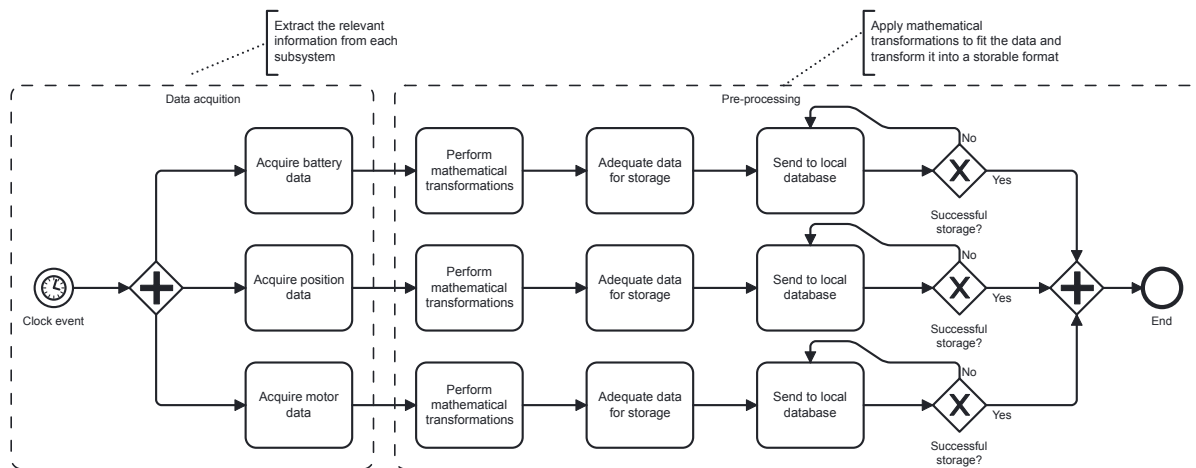 Extract the relevant
information from each
subsystem
Apply mathematical
transformations to fit the data and
transform it into a storable format
Data acquition
Pre-processing
Acquire battery
data
Perform
mathematical
transformations
Adequate data
for storage
Send to local
database
No
Yes
Successful
storage?
Clock event
Acquire position
data
Perform
mathematical
transformations
Adequate data
for storage
Send to local
database
No
Yes
Successful
storage?
End
Acquire motor
data
Perform
mathematical
transformations
Adequate data
for storage
Send to local
database
No
Yes
Successful
storage?